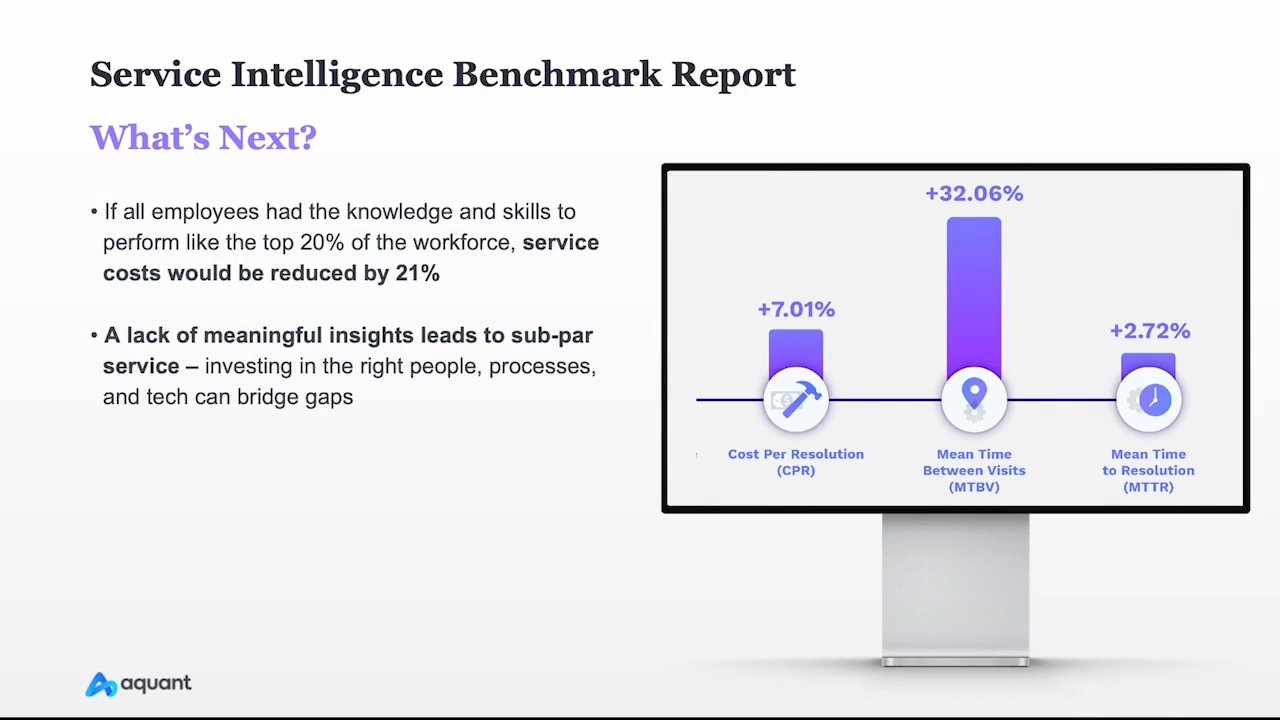 Service Intelligence Benchmark Report
What's Next?
• If all employees had the knowledge and skills to
perform like the top 20% of the workforce, service
costs would be reduced by 21%
• A lack of meaningful insights leads to sub-par
service – investing in the right people, processes,
and tech can bridge gaps
+7.01%
+32.06%
+2.72%
Cost Per Resolution
(CPR)
Mean Time
Between Visits
(MTBV)
Mean Time
to Resolution
(MTTR)
aquant